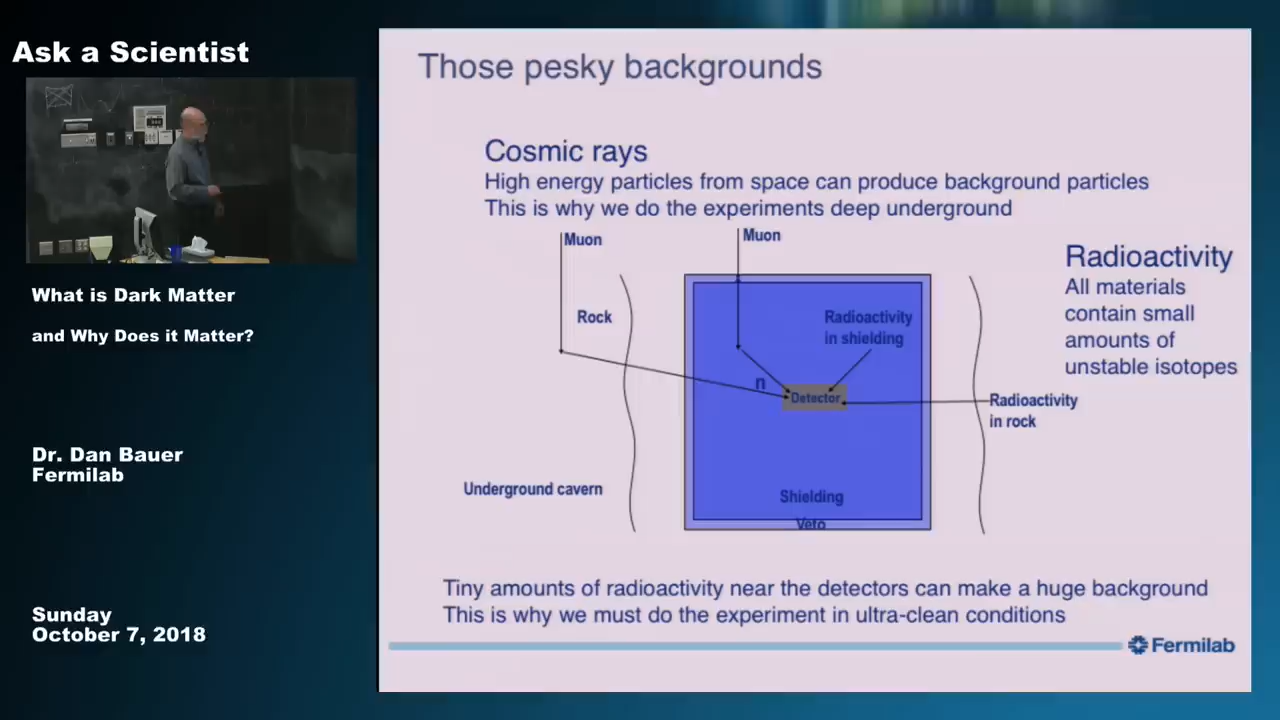 Ask a Scientist
What is Dark Matter
and Why Does it Matter?
Dr. Dan Bauer
Fermilab
Sunday
October 7, 2018
Those pesky backgrounds
Cosmic rays
High energy particles from space can produce background particles
This is why we do the experiments deep underground
Muon
Muon
Rock
Radioactivity
in shielding
n
Detector
Radioactivity
All materials
contain small
amounts of
unstable isotopes
Radioactivity
in rock
Underground cavern
Shielding
Veto
Tiny amounts of radioactivity near the detectors can make a huge background
This is why we must do the experiment in ultra-clean conditions
Fermilab